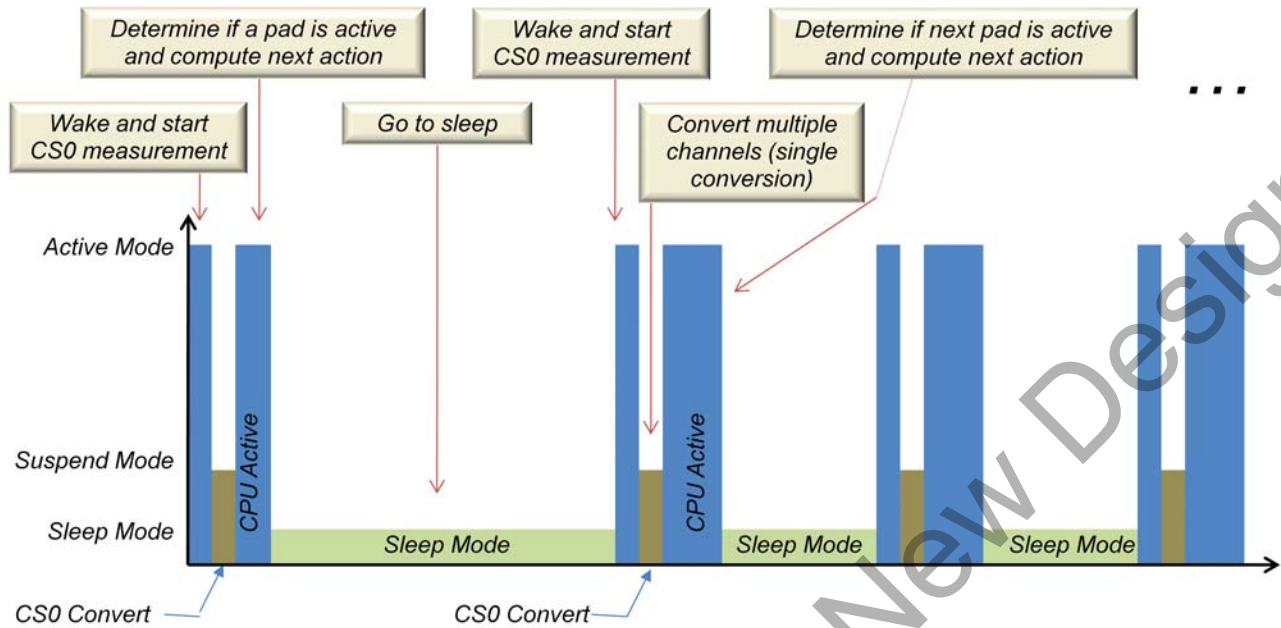 Determine if a pad is active
and compute next action
Wake and start
CS0 measurement
Determine if next pad is active
and compute next action
...
Wake and start
CS0 measurement
Go to sleep
Convert multiple
channels (single
conversion)
Active Mode
Suspend Mode
Sleep Mode
CPU Active
Sleep Mode
CPU Active
Sleep Mode
Sleep Mode
CS0 Convert
CS0 Convert
New Design